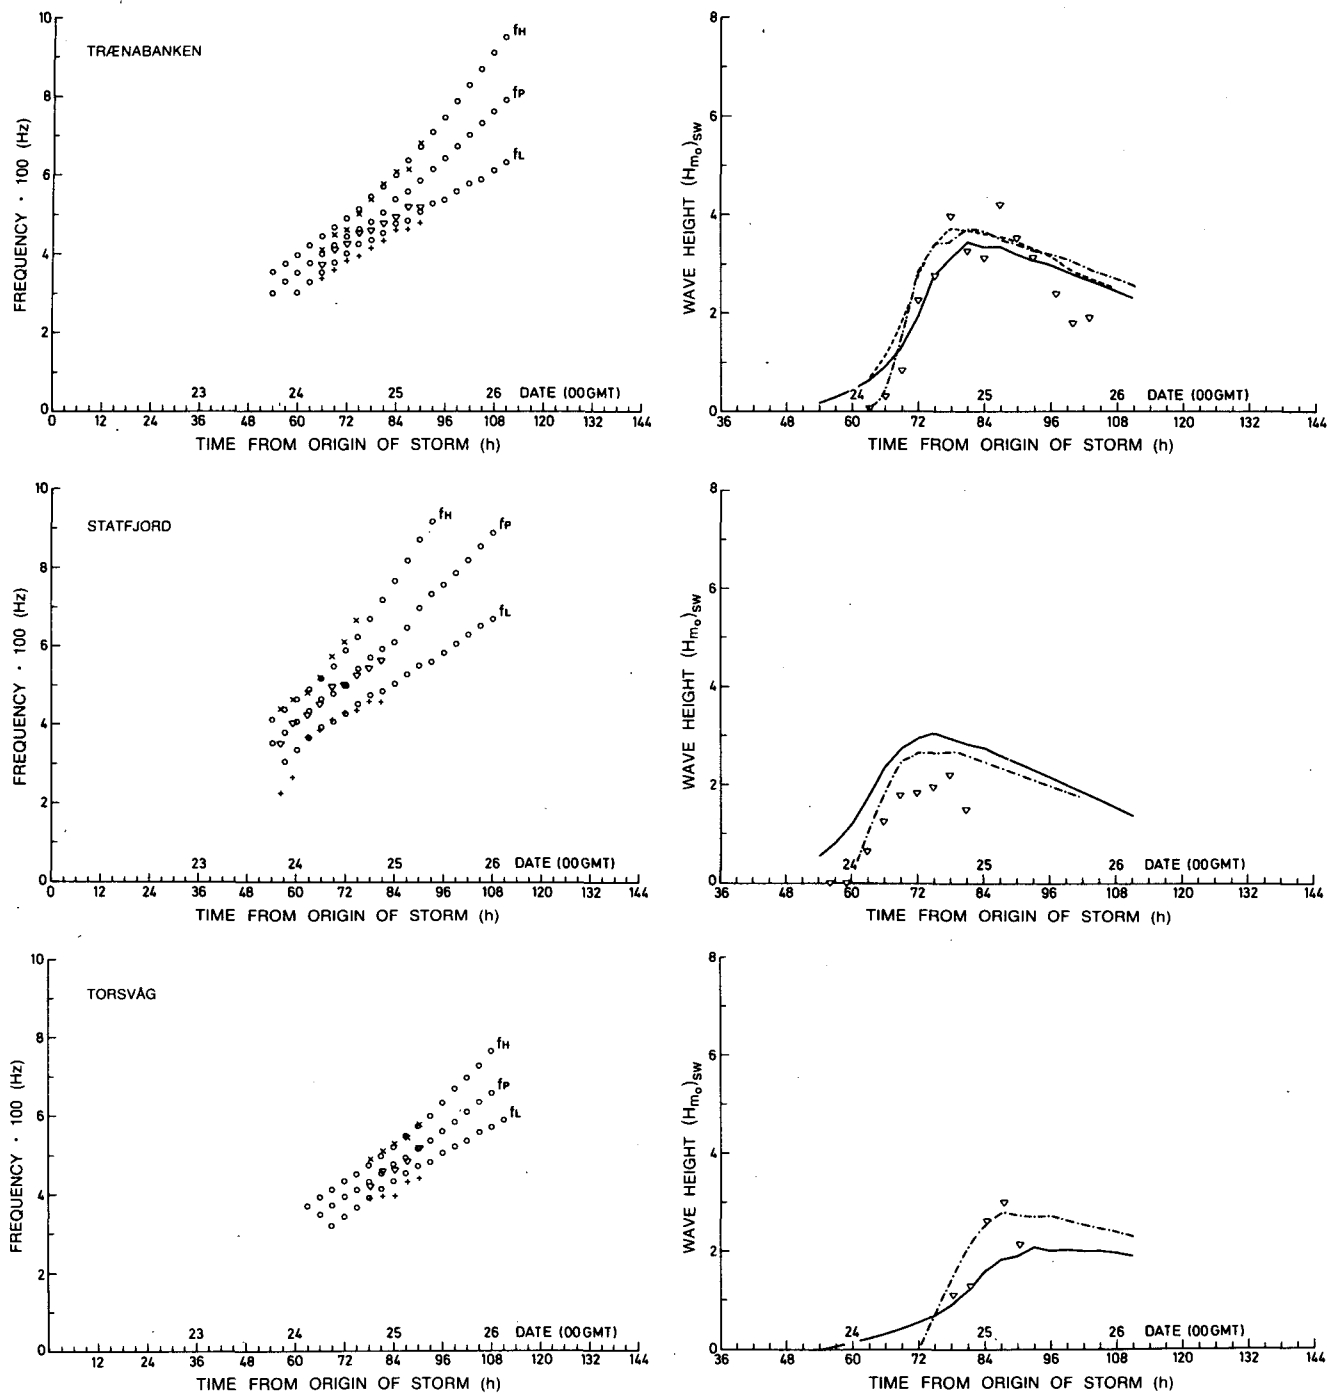 TRÆNABANKEN
10
8
6
4
2
0
FREQUENCY · 100 (Hz)
fH
fP
fL
23 24 25 26 DATE (00GMT)
0 12 24 36 48 60 72 84 96 108 120 132 144
TIME FROM ORIGIN OF STORM (h)
8
6
4
2
0
WAVE HEIGHT (Hm₀)SW
24 25 26 DATE (00GMT)
36 48 60 72 84 96 108 120 132 144
TIME FROM ORIGIN OF STORM (h)
STATFJORD
10
8
6
4
2
0
FREQUENCY · 100 (Hz)
fH
fP
fL
23 24 25 26 DATE (00GMT)
0 12 24 36 48 60 72 84 96 108 120 132 144
TIME FROM ORIGIN OF STORM (h)
8
6
4
2
0
WAVE HEIGHT (Hm₀)SW
24 25 26 DATE (00GMT)
36 48 60 72 84 96 108 120 132 144
TIME FROM ORIGIN OF STORM (h)
TORSVÅG
10
8
6
4
2
0
FREQUENCY · 100 (Hz)
fH
fP
fL
23 24 25 26 DATE (00GMT)
12 24 36 48 60 72 84 96 108 120 132 144
TIME FROM ORIGIN OF STORM (h)
8
6
4
2
0
WAVE HEIGHT (Hm₀)SW
24 25 26 DATE (00GMT)
36 48 60 72 84 96 108 120 132 144
TIME FROM ORIGIN OF STORM (h)